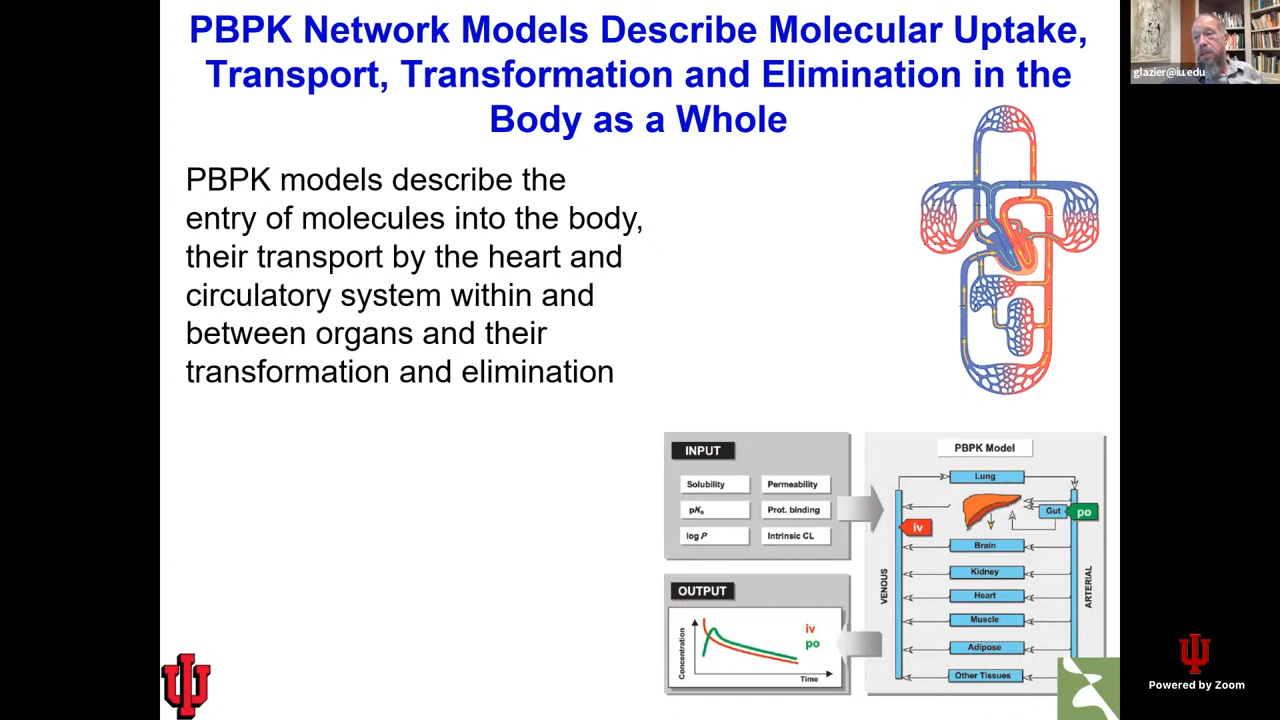 PBPK Network Models Describe Molecular Uptake,
Transport, Transformation and Elimination in the
Body as a Whole
glazier@iu.edu
PBPK models describe the
entry of molecules into the body,
their transport by the heart and
circulatory system within and
between organs and their
transformation and elimination
INPUT
Solubility
Permeability
pKa
Prot. binding
log P
Intrinsic CL
OUTPUT
Concentration
iv
po
Time
PBPK Model
Lung
Gut
po
iv
Brain
Kidney
Heart
Muscle
Adipose
Other Tissues
VENOUS
ARTERIAL
Powered by Zoom